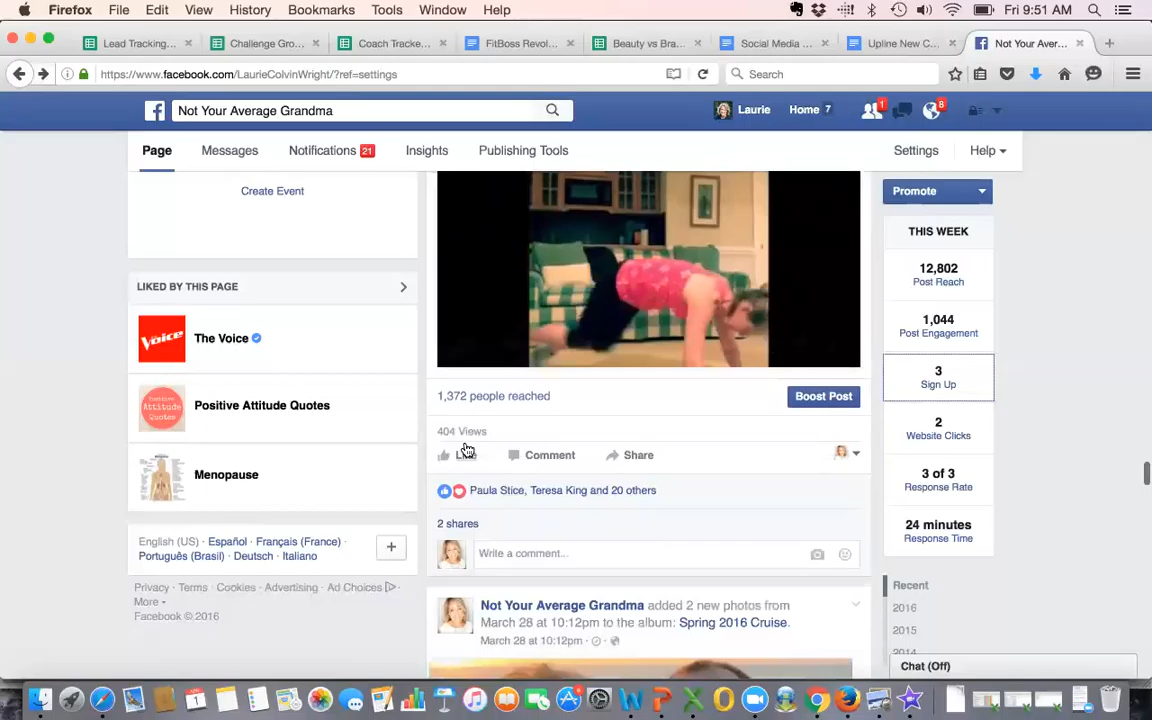 Firefox File Edit View History Bookmarks Tools Window Help Fri 9:51 AM
Lead Tracking... Challenge Gro... Coach Tracke... FitBoss Revol... Beauty vs Bra... Social Media ... Upline New C... Not Your Aver...
https://www.facebook.com/LaurieColvinWright/?ref=settings Search
Not Your Average Grandma Laurie Home 7 1 8
Page Messages Notifications 21 Insights Publishing Tools Settings Help
Create Event
LIKED BY THIS PAGE
Voice
The Voice
POSITIVE Attitude QUOTES
Positive Attitude Quotes
Menopause
English (US) · Español · Français (France) ·
Português (Brasil) · Deutsch · Italiano
Privacy · Terms · Cookies · Advertising · Ad Choices ·
More
Facebook © 2016
1,372 people reached Boost Post
404 Views
Like Comment Share
Paula Stice, Teresa King and 20 others
2 shares
Write a comment...
Not Your Average Grandma added 2 new photos from
March 28 at 10:12pm to the album: Spring 2016 Cruise.
March 28 at 10:12pm ·
Promote
THIS WEEK
12,802
Post Reach
1,044
Post Engagement
3
Sign Up
2
Website Clicks
3 of 3
Response Rate
24 minutes
Response Time
Recent
2016
2015
2014
Chat (Off)